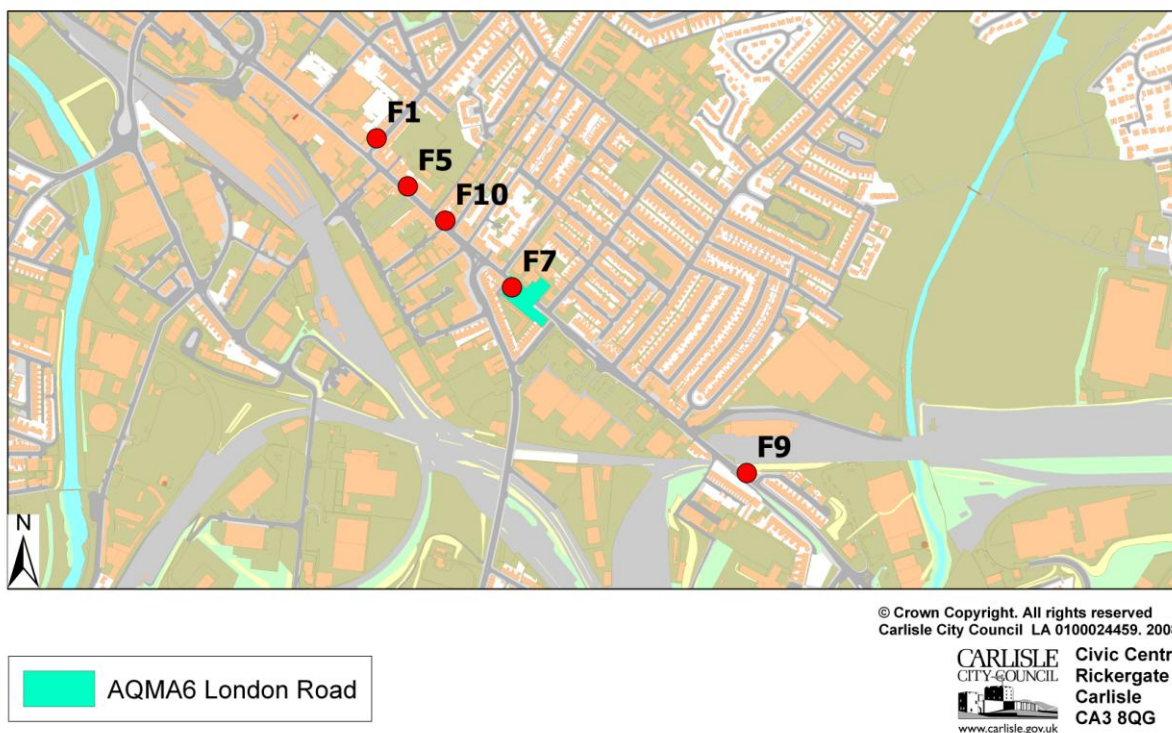 F1
F5
F10
F7
F9
N
© Crown Copyright. All rights reserved
Carlisle City Council LA 0100024459. 2008
AQMA6 London Road
CARLISLE
CITY-COUNCIL
www.carlisle.gov.uk
Civic Centr
Rickergate
Carlisle
CA3 8QG